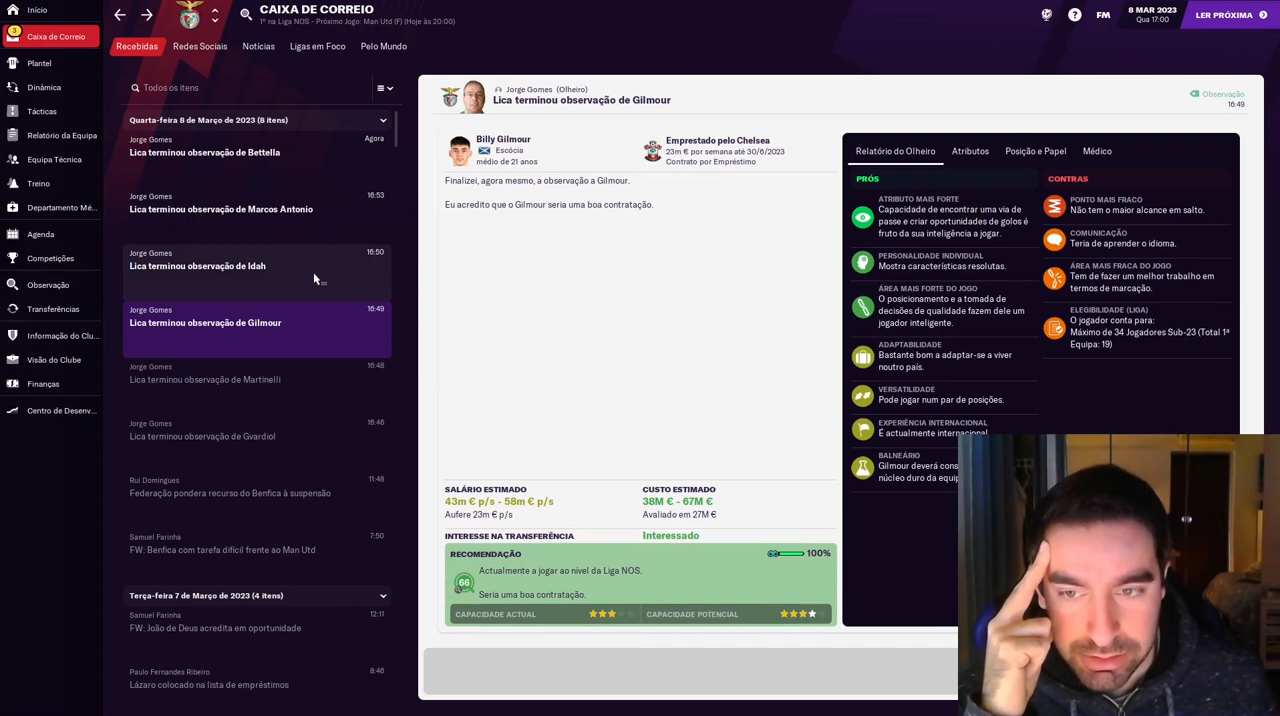 Início
CAIXA DE CORREIO
1º na Liga NOS - Próximo Jogo: Man Utd (F) (Hoje às 20:00)
FM
8 MAR 2023
Qua 17:00
LER PRÓXIMA
3
Caixa de Correio
Recebidas
Redes Sociais
Notícias
Ligas em Foco
Pelo Mundo
Plantel
Dinâmica
Tácticas
Relatório da Equipa
Equipa Técnica
Treino
Departamento Mé...
Agenda
Competições
Observação
Transferências
Informação do Clu...
Visão do Clube
Finanças
Centro de Desenv...
Todos os itens
Quarta-feira 8 de Março de 2023 (8 itens)
Jorge Gomes
Agora
Lica terminou observação de Bettella
Jorge Gomes
16:53
Lica terminou observação de Marcos Antonio
Jorge Gomes
16:50
Lica terminou observação de Idah
Jorge Gomes
16:49
Lica terminou observação de Gilmour
Jorge Gomes
16:48
Lica terminou observação de Martinelli
Jorge Gomes
16:46
Lica terminou observação de Gvardiol
Rui Domingues
11:48
Federação pondera recurso do Benfica à suspensão
Samuel Farinha
7:50
FW: Benfica com tarefa difícil frente ao Man Utd
Terça-feira 7 de Março de 2023 (4 itens)
Samuel Farinha
12:11
FW: João de Deus acredita em oportunidade
Paulo Fernandes Ribeiro
8:46
Lázaro colocado na lista de empréstimos
Jorge Gomes (Olheiro)
Lica terminou observação de Gilmour
Observação
16:49
Billy Gilmour
Escócia
médio de 21 anos
Emprestado pelo Chelsea
23m € por semana até 30/6/2023
Contrato por Empréstimo
Finalizei, agora mesmo, a observação a Gilmour.
Eu acredito que o Gilmour seria uma boa contratação.
SALÁRIO ESTIMADO
43m € p/s - 58m € p/s
Aufere 23m € p/s
CUSTO ESTIMADO
38M € - 67M €
Avaliado em 27M €
INTERESSE NA TRANSFERÊNCIA
Interessado
RECOMENDAÇÃO
100%
66
Actualmente a jogar ao nível da Liga NOS.
Seria uma boa contratação.
CAPACIDADE ACTUAL
CAPACIDADE POTENCIAL
Relatório do Olheiro
Atributos
Posição e Papel
Médico
PRÓS
ATRIBUTO MAIS FORTE
Capacidade de encontrar uma via de
passe e criar oportunidades de golos é
fruto da sua inteligência a jogar.
PERSONALIDADE INDIVIDUAL
Mostra características resolutas.
ÁREA MAIS FORTE DO JOGO
O posicionamento e a tomada de
decisões de qualidade fazem dele um
jogador inteligente.
ADAPTABILIDADE
Bastante bom a adaptar-se a viver
noutro país.
VERSATILIDADE
Pode jogar num par de posições.
EXPERIÊNCIA INTERNACIONAL
É actualmente internacional
BALNEÁRIO
Gilmour deverá cons
núcleo duro da equip
CONTRAS
PONTO MAIS FRACO
Não tem o maior alcance em salto.
COMUNICAÇÃO
Teria de aprender o idioma.
ÁREA MAIS FRACA DO JOGO
Tem de fazer um melhor trabalho em
termos de marcação.
ELEGIBILIDADE (LIGA)
O jogador conta para:
Máximo de 34 Jogadores Sub-23 (Total 1ª
Equipa: 19)